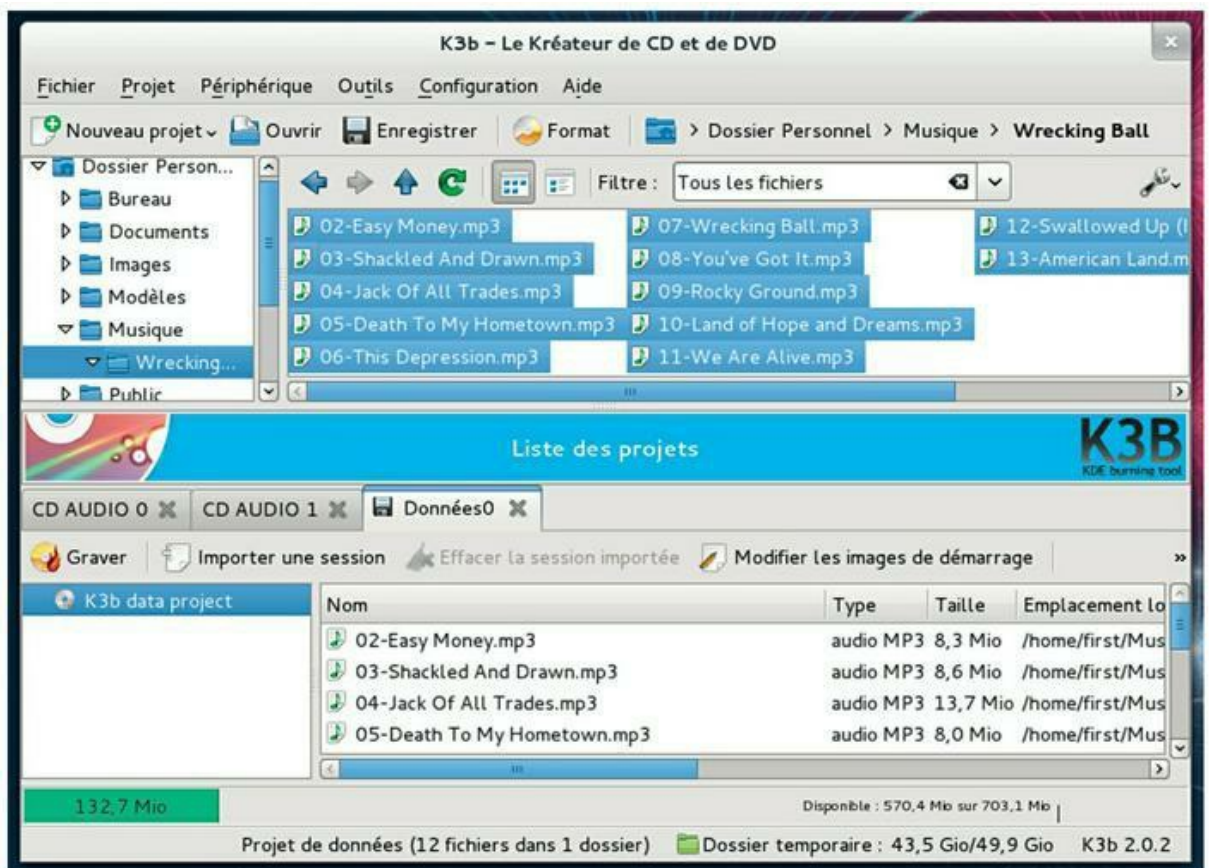 K3b – Le Kréateur de CD et de DVD
Fichier Projet Périphérique Outils Configuration Aide
Nouveau projet Ouvrir Enregistrer Format > Dossier Personnel > Musique > Wrecking Ball
Dossier Person...
Bureau
Documents
Images
Modèles
Musique
Wrecking...
Public
Filtre : Tous les fichiers
02-Easy Money.mp3 07-Wrecking Ball.mp3 12-Swallowed Up (I
03-Shackled And Drawn.mp3 08-You've Got It.mp3 13-American Land.m
04-Jack Of All Trades.mp3 09-Rocky Ground.mp3
05-Death To My Hometown.mp3 10-Land of Hope and Dreams.mp3
06-This Depression.mp3 11-We Are Alive.mp3
Liste des projets
K3B
KDE burning tool
CD AUDIO 0 CD AUDIO 1 Données0
Graver Importer une session Effacer la session importée Modifier les images de démarrage »
K3b data project
Nom Type Taille Emplacement lo
02-Easy Money.mp3 audio MP3 8,3 Mio /home/first/Mus
03-Shackled And Drawn.mp3 audio MP3 8,6 Mio /home/first/Mus
04-Jack Of All Trades.mp3 audio MP3 13,7 Mio /home/first/Mus
05-Death To My Hometown.mp3 audio MP3 8,0 Mio /home/first/Mus
132,7 Mio Disponible : 570,4 Mio sur 703,1 Mio
Projet de données (12 fichiers dans 1 dossier) Dossier temporaire : 43,5 Gio/49,9 Gio K3b 2.0.2